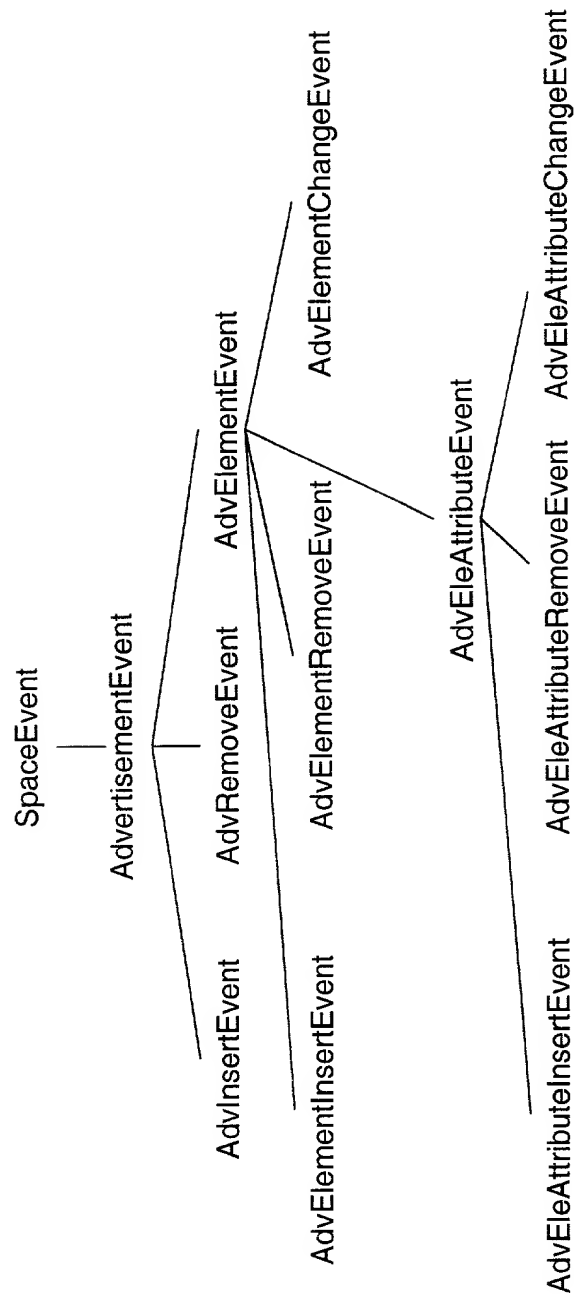 SpaceEvent
AdvertisementEvent
AdvInsertEvent
AdvRemoveEvent
AdvElementEvent
AdvElementInsertEvent
AdvElementRemoveEvent
AdvElementChangeEvent
AdvEleAttributeEvent
AdvEleAttributeInsertEvent
AdvEleAttributeRemoveEvent
AdvEleAttributeChangeEvent